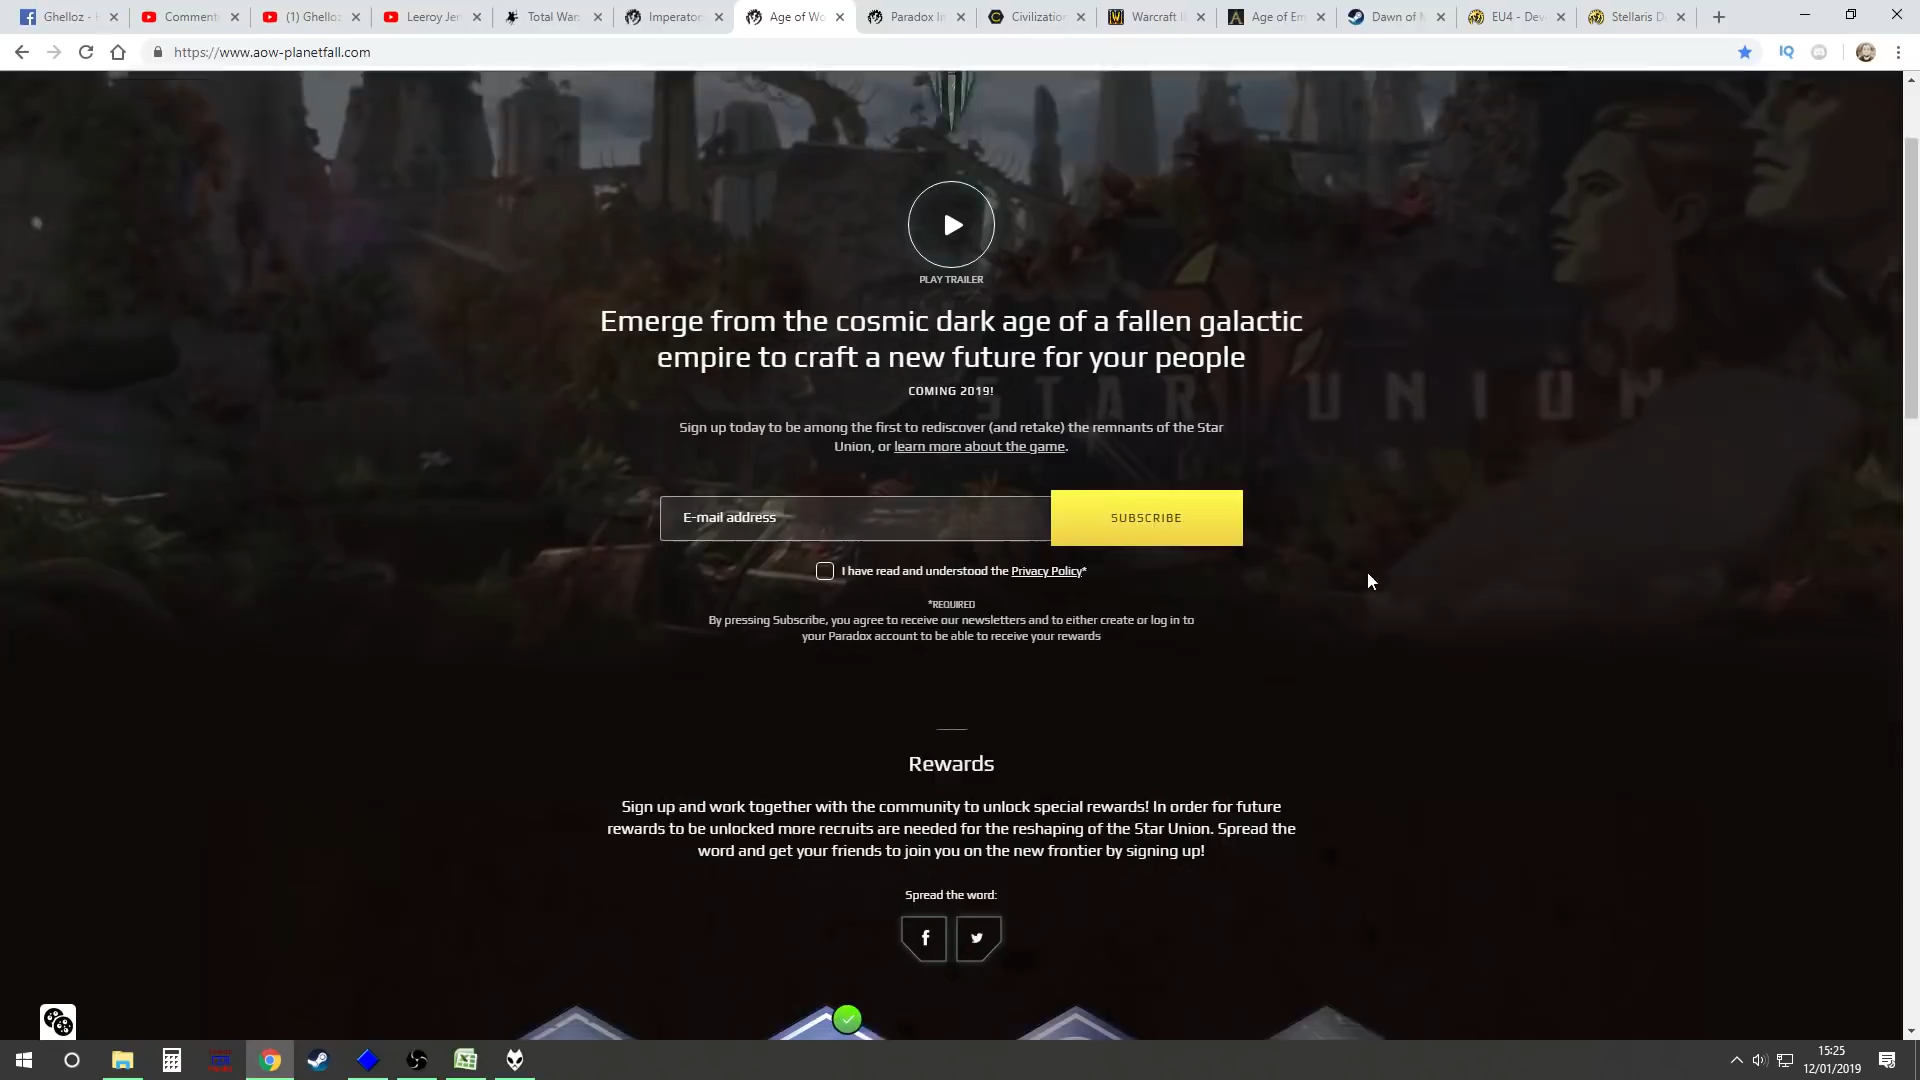 Ghelloz -
Comment
(1) Ghelloz
Leeroy Je
Total War
Imperator
Age of Wo
Paradox In
Civilization
Warcraft I
Age of Em
Dawn of
EU4 - Dev
Stellaris D
https://www.aow-planetfall.com
IQ
PLAY TRAILER
Emerge from the cosmic dark age of a fallen galactic
empire to craft a new future for your people
COMING 2019!
STAR UNION
Sign up today to be among the first to rediscover (and retake) the remnants of the Star
Union, or learn more about the game.
E-mail address
SUBSCRIBE
I have read and understood the Privacy Policy*
*REQUIRED
By pressing Subscribe, you agree to receive our newsletters and to either create or log in to
your Paradox account to be able to receive your rewards
Rewards
Sign up and work together with the community to unlock special rewards! In order for future
rewards to be unlocked more recruits are needed for the reshaping of the Star Union. Spread the
word and get your friends to join you on the new frontier by signing up!
Spread the word:
15:25
12/01/2019